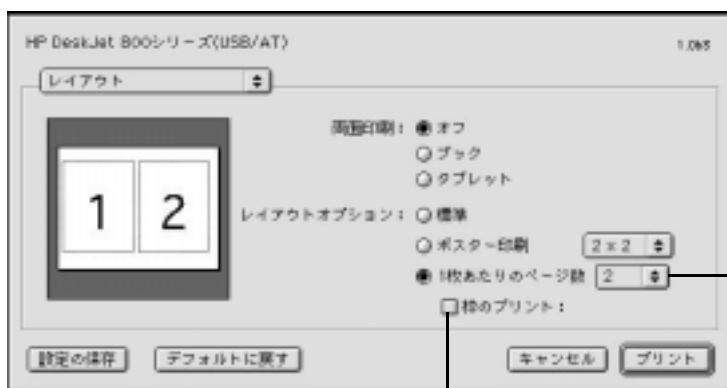 HP DeskJet 800シリーズ(USB/AT)
レイアウト
1 2
両面印刷： オフ
ブック
タブレット
レイアウトオプション： 標準
ポスター印刷 2 x 2
1枚あたりのページ数 2
枠のプリント：
設定の保存 デフォルトに戻す キャンセル プリント